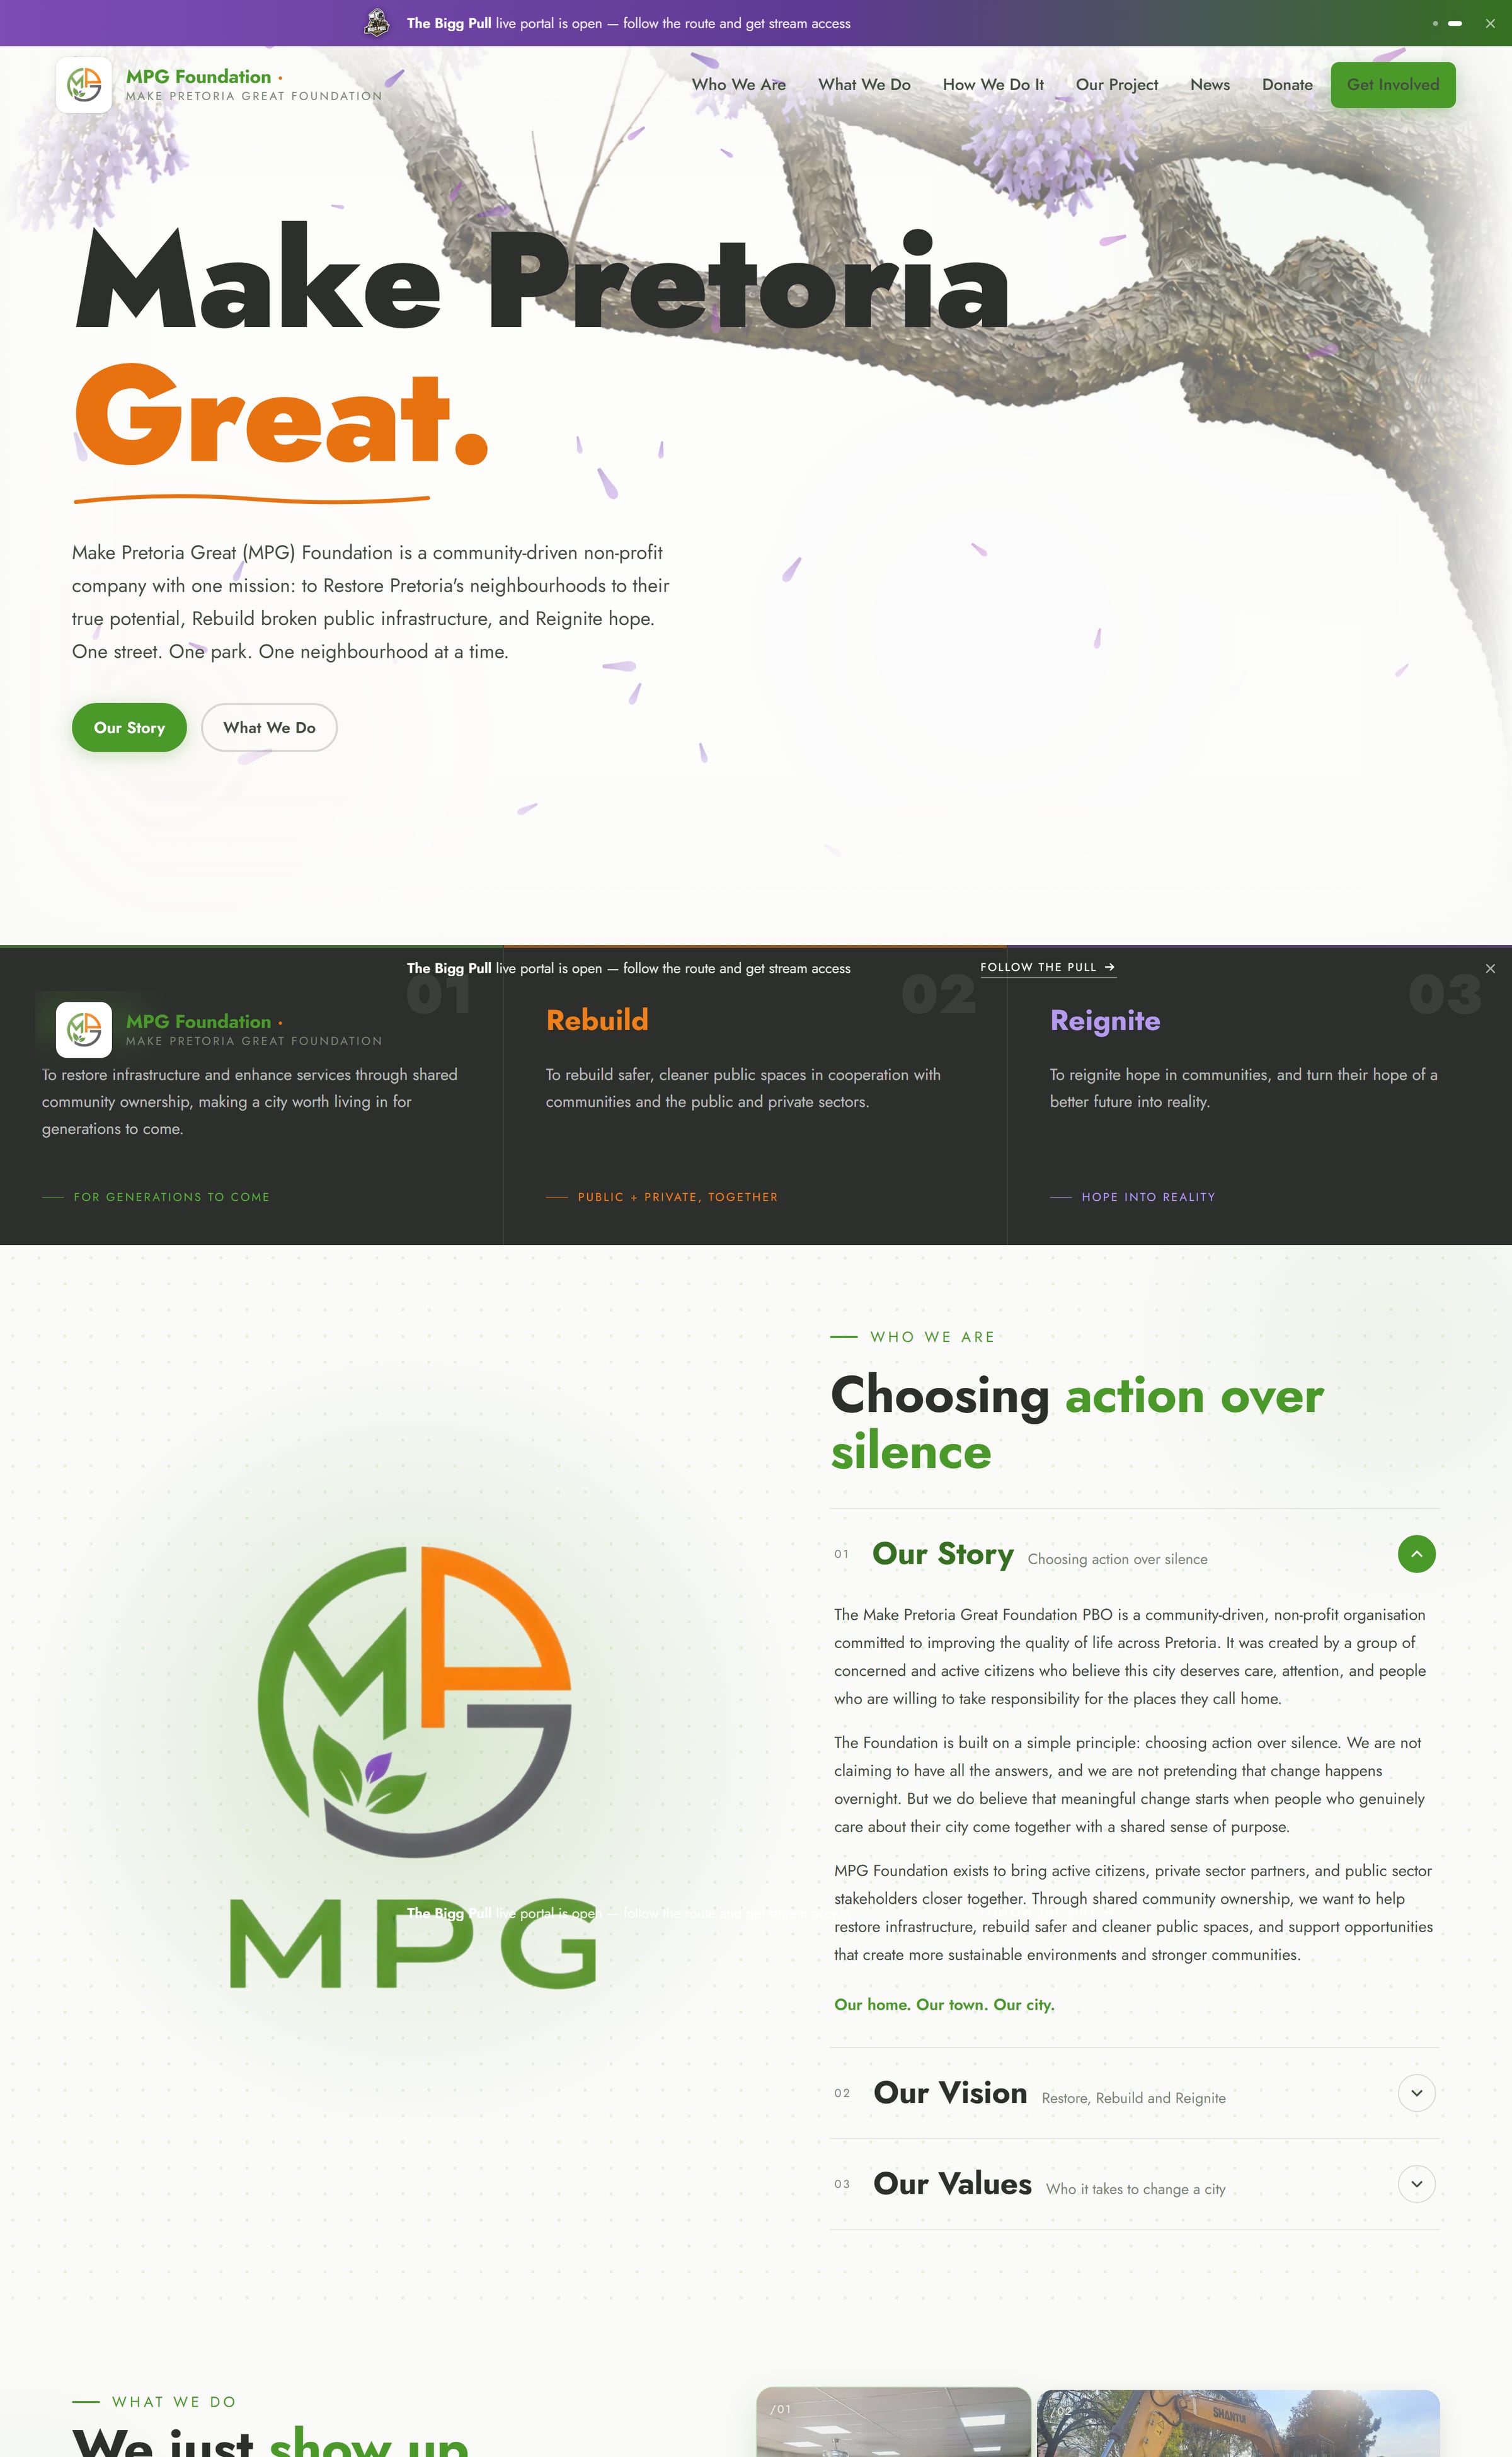 The Bigg Pull live portal is open — follow the route and get stream access
MPG Foundation
MAKE PRETORIA GREAT FOUNDATION
Who We Are
What We Do
How We Do It
Our Project
News
Donate
Get Involved
Make Pretoria
Great.
Make Pretoria Great (MPG) Foundation is a community-driven non-profit
company with one mission: to Restore Pretoria's neighbourhoods to their
true potential, Rebuild broken public infrastructure, and Reignite hope.
One street. One park. One neighbourhood at a time.
Our Story
What We Do
The Bigg Pull live portal is open — follow the route and get stream access
FOLLOW THE PULL →
MPG Foundation
MAKE PRETORIA GREAT FOUNDATION
01
To restore infrastructure and enhance services through shared
community ownership, making a city worth living in for
generations to come.
FOR GENERATIONS TO COME
02
Rebuild
To rebuild safer, cleaner public spaces in cooperation with
communities and the public and private sectors.
PUBLIC + PRIVATE, TOGETHER
03
Reignite
To reignite hope in communities, and turn their hope of a
better future into reality.
HOPE INTO REALITY
MPG
The Bigg Pull live portal is open — follow the route and
WHO WE ARE
Choosing action over
silence
01 Our Story Choosing action over silence
The Make Pretoria Great Foundation PBO is a community-driven, non-profit organisation
committed to improving the quality of life across Pretoria. It was created by a group of
concerned and active citizens who believe this city deserves care, attention, and people
who are willing to take responsibility for the places they call home.
The Foundation is built on a simple principle: choosing action over silence. We are not
claiming to have all the answers, and we are not pretending that change happens
overnight. But we do believe that meaningful change starts when people who genuinely
care about their city come together with a shared sense of purpose.
MPG Foundation exists to bring active citizens, private sector partners, and public sector
stakeholders closer together. Through shared community ownership, we want to help
restore infrastructure, rebuild safer and cleaner public spaces, and support opportunities
that create more sustainable environments and stronger communities.
Our home. Our town. Our city.
02 Our Vision Restore, Rebuild and Reignite
03 Our Values Who it takes to change a city
WHAT WE DO
We just show up
/01
/02
SHANTUI